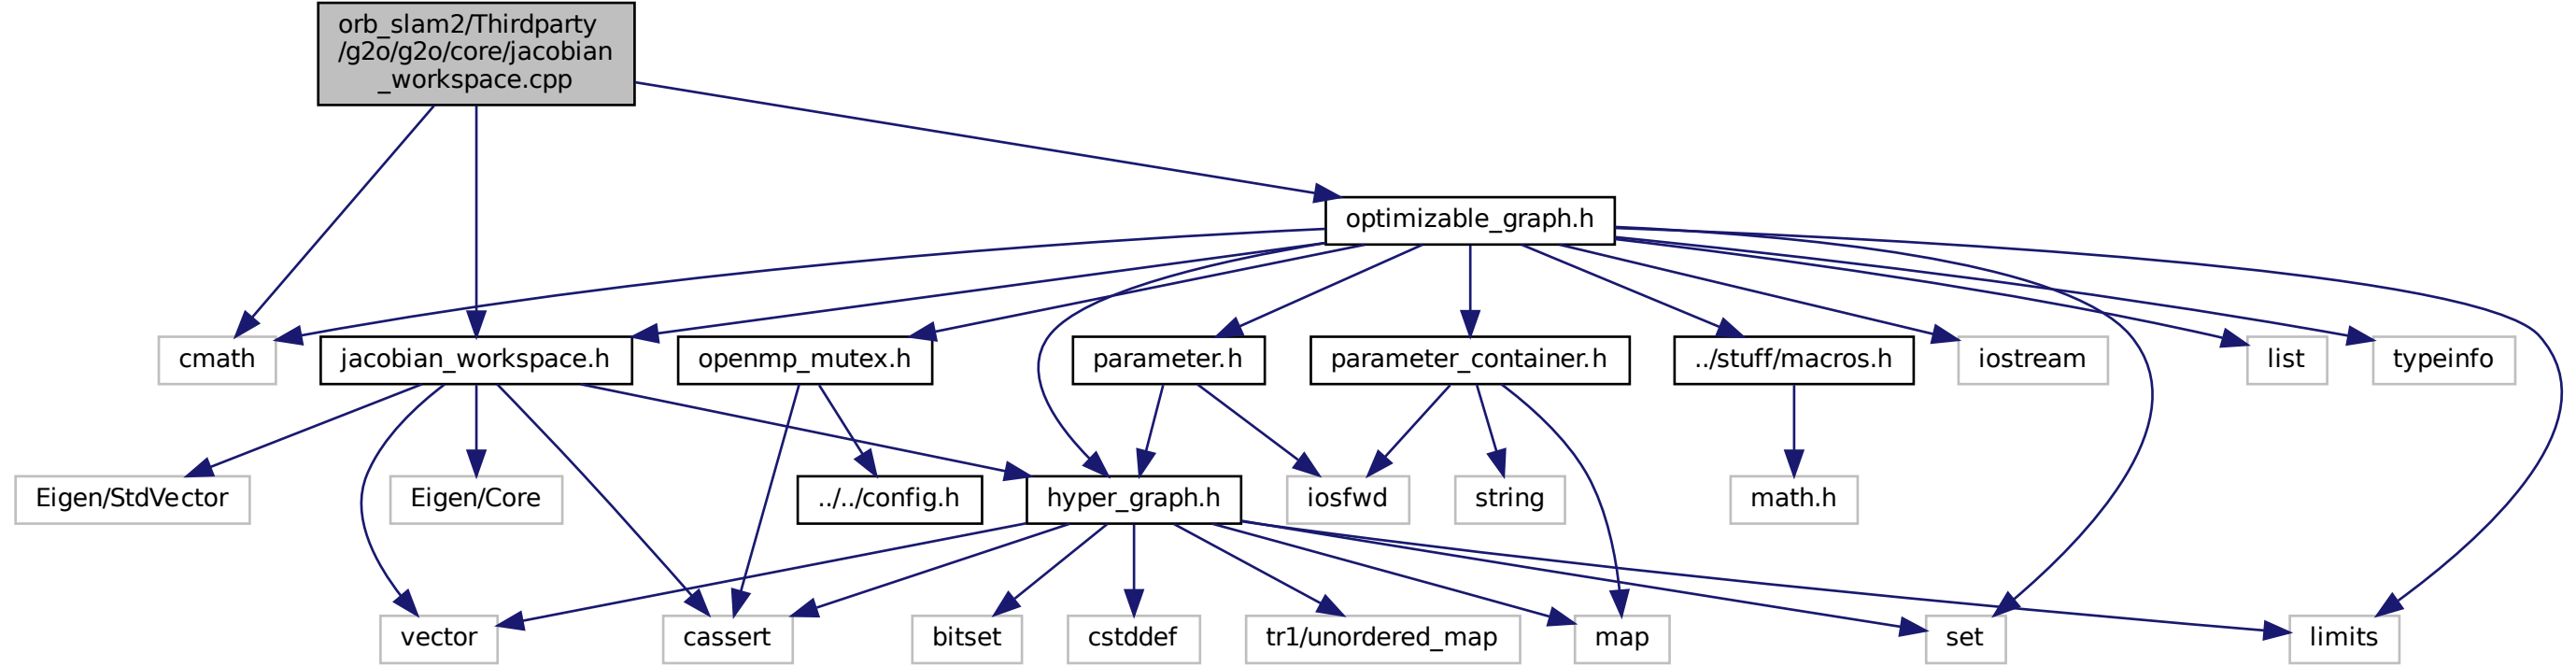 orb_slam2/Thirdparty
/g2o/g2o/core/jacobian
_workspace.cpp
optimizable_graph.h
cmath
jacobian_workspace.h
openmp_mutex.h
parameter.h
parameter_container.h
../stuff/macros.h
iostream
list
typeinfo
Eigen/StdVector
Eigen/Core
../../config.h
hyper_graph.h
iosfwd
string
math.h
vector
cassert
bitset
cstddef
tr1/unordered_map
map
set
limits